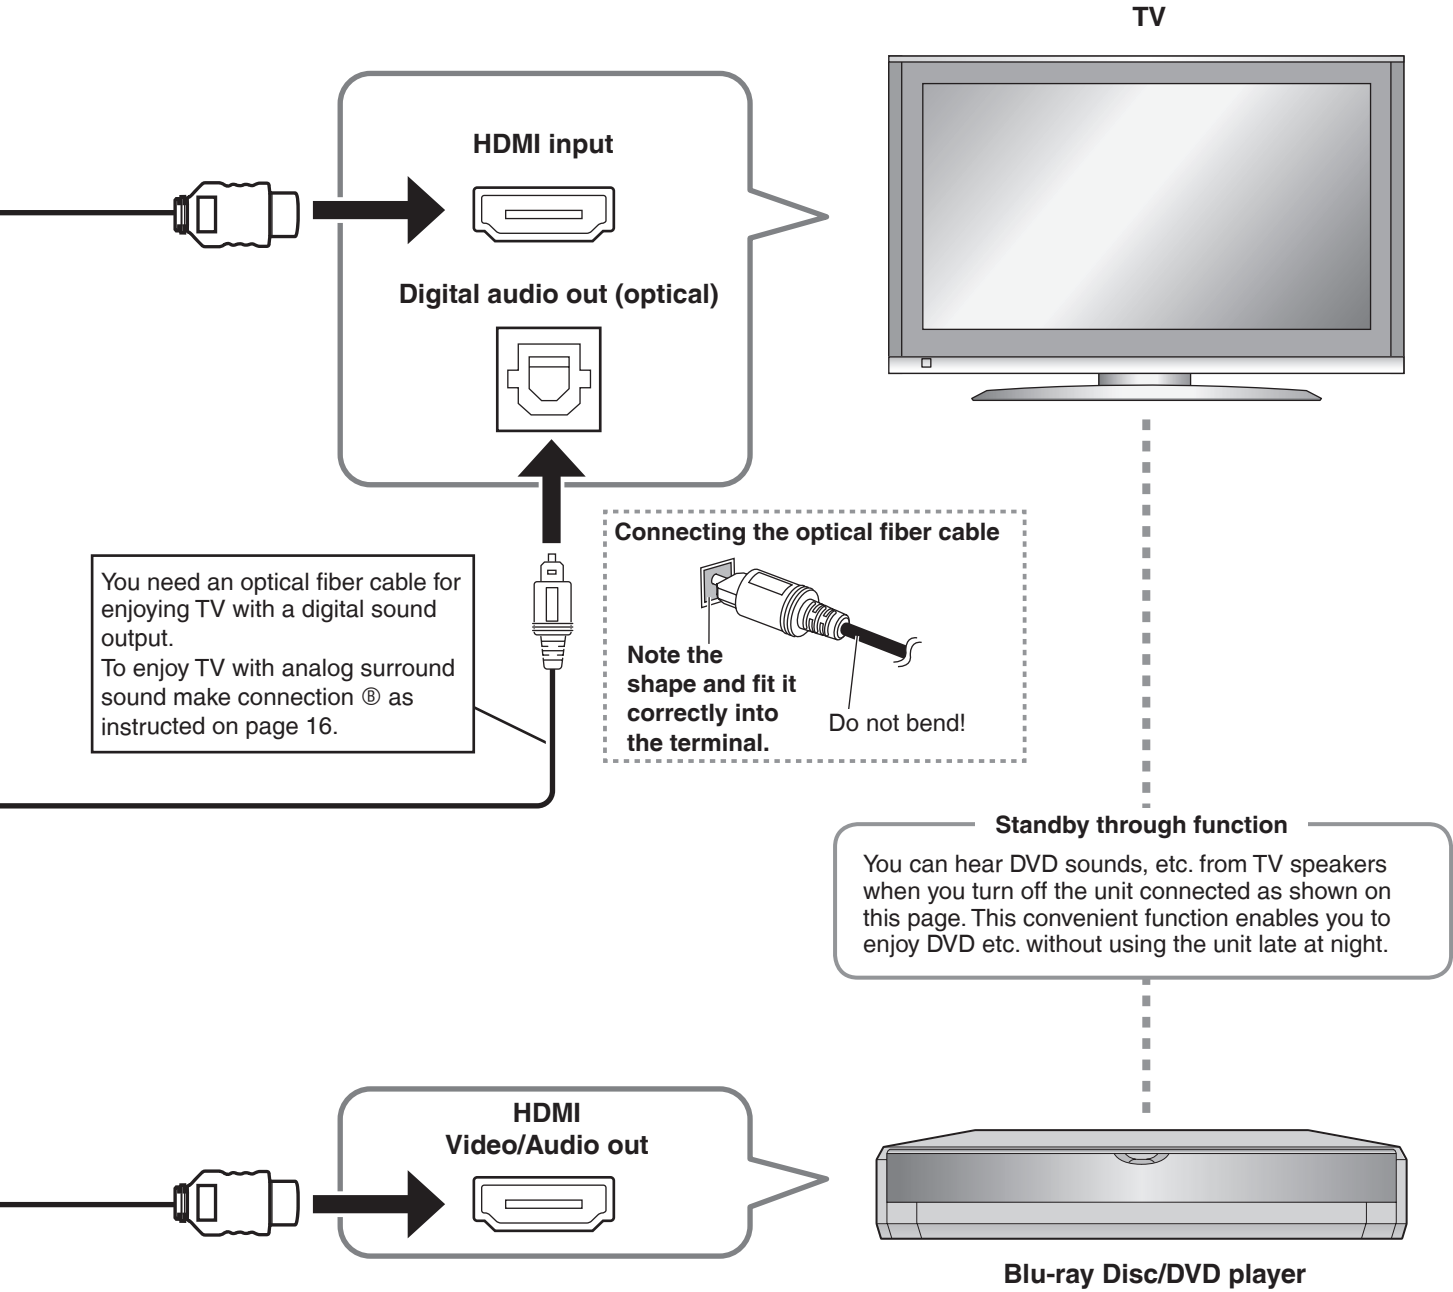 TV
HDMI input
Digital audio out (optical)
Connecting the optical fiber cable
Note the
shape and fit it
correctly into
the terminal.
Do not bend!
You need an optical fiber cable for
enjoying TV with a digital sound
output.
To enjoy TV with analog surround
sound make connection Ⓑ as
instructed on page 16.
Standby through function
You can hear DVD sounds, etc. from TV speakers
when you turn off the unit connected as shown on
this page. This convenient function enables you to
enjoy DVD etc. without using the unit late at night.
HDMI
Video/Audio out
Blu-ray Disc/DVD player